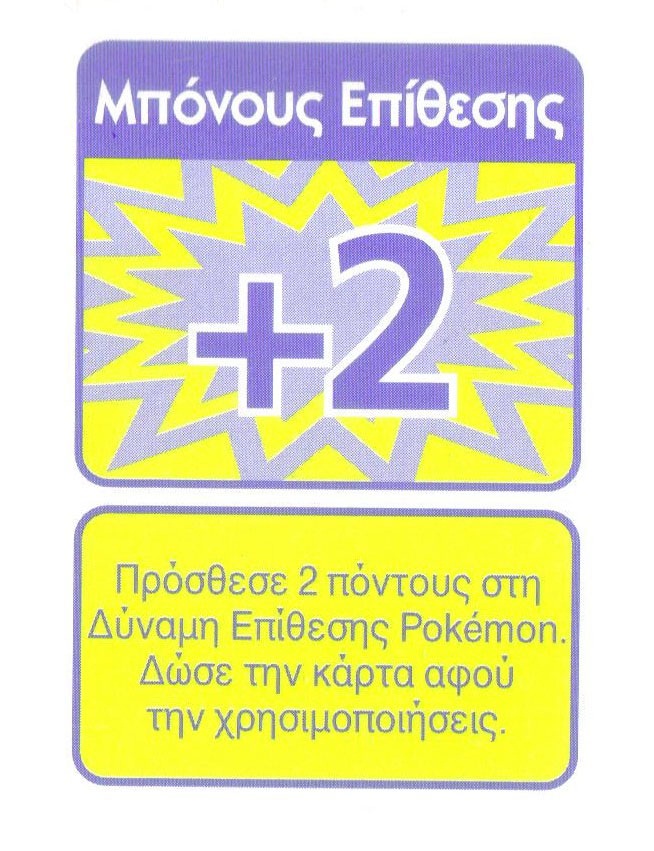 Μπόνους Επίθεσης
+2
Πρόσθεσε 2 πόντους στη
Δύναμη Επίθεσης Pokémon.
Δώσε την κάρτα αφού
την χρησιμοποιήσεις.